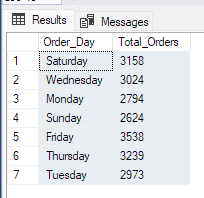 Results Messages
Order_Day Total_Orders
1 Saturday 3158
2 Wednesday 3024
3 Monday 2794
4 Sunday 2624
5 Friday 3538
6 Thursday 3239
7 Tuesday 2973